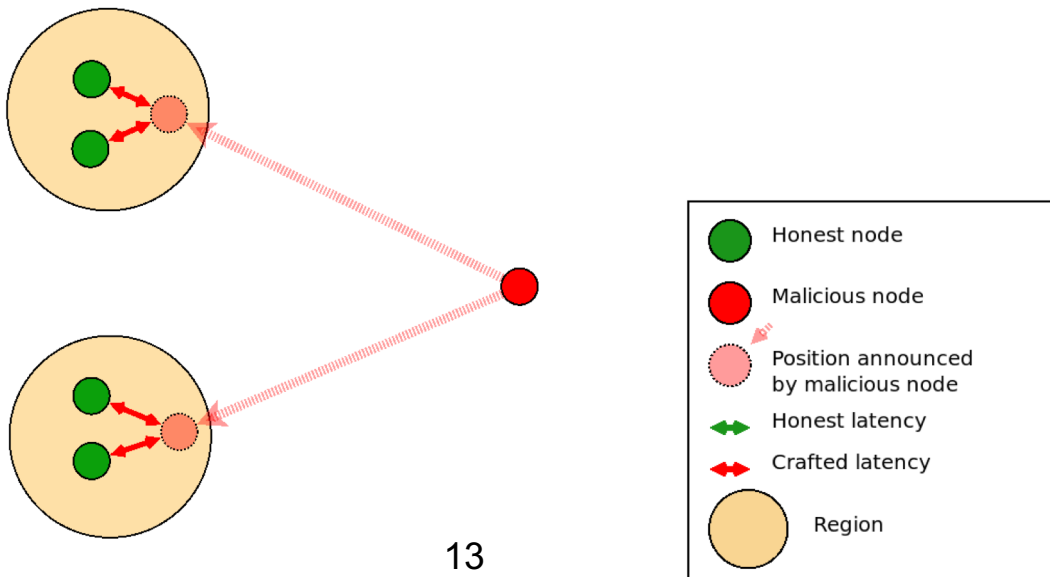 Honest node
Malicious node
Position announced
by malicious node
Honest latency
Crafted latency
Region
13